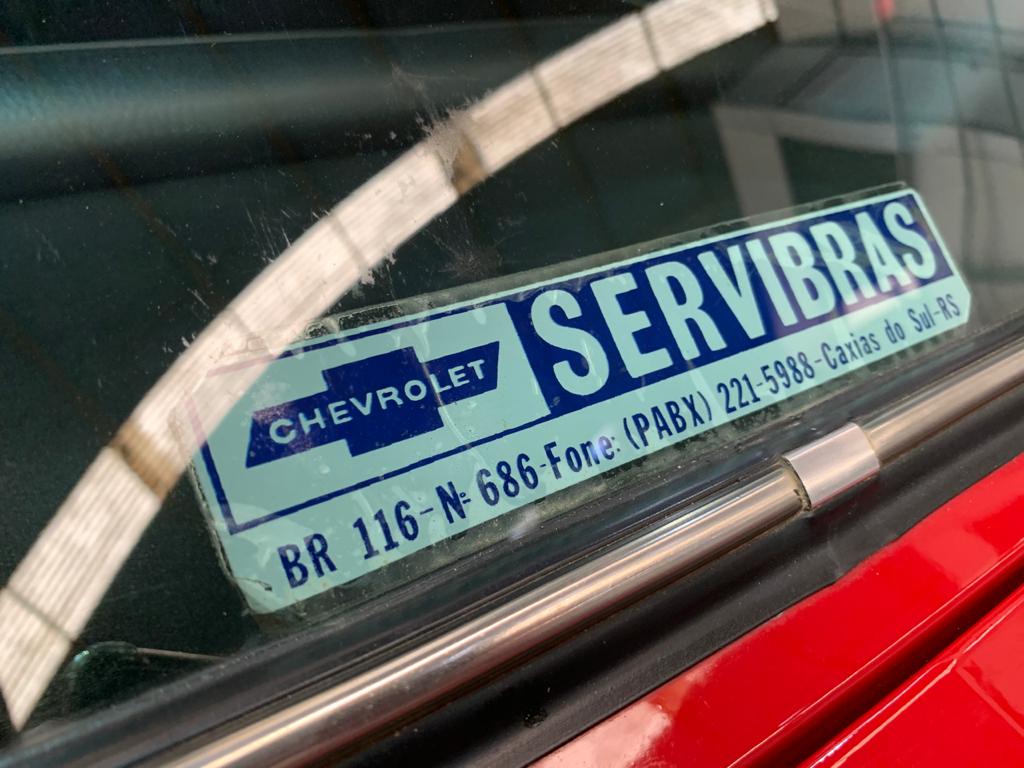 CHEVROLET
SERVIBRAS
BR 116-Nº 686-Fone: (PABX) 221-5988-Caxias do Sul-RS